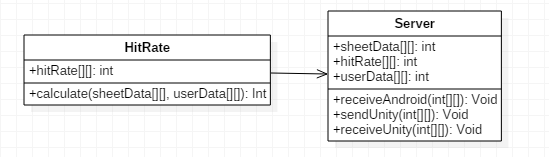 HitRate
+hitRate[][]: int
+calculate(sheetData[][], userData[][]): Int
Server
+sheetData[][]: int
+hitRate[][]: int
+userData[][]: int
+receiveAndroid(int[][]): Void
+sendUnity(int[][]): Void
+receiveUnity(int[][]): Void